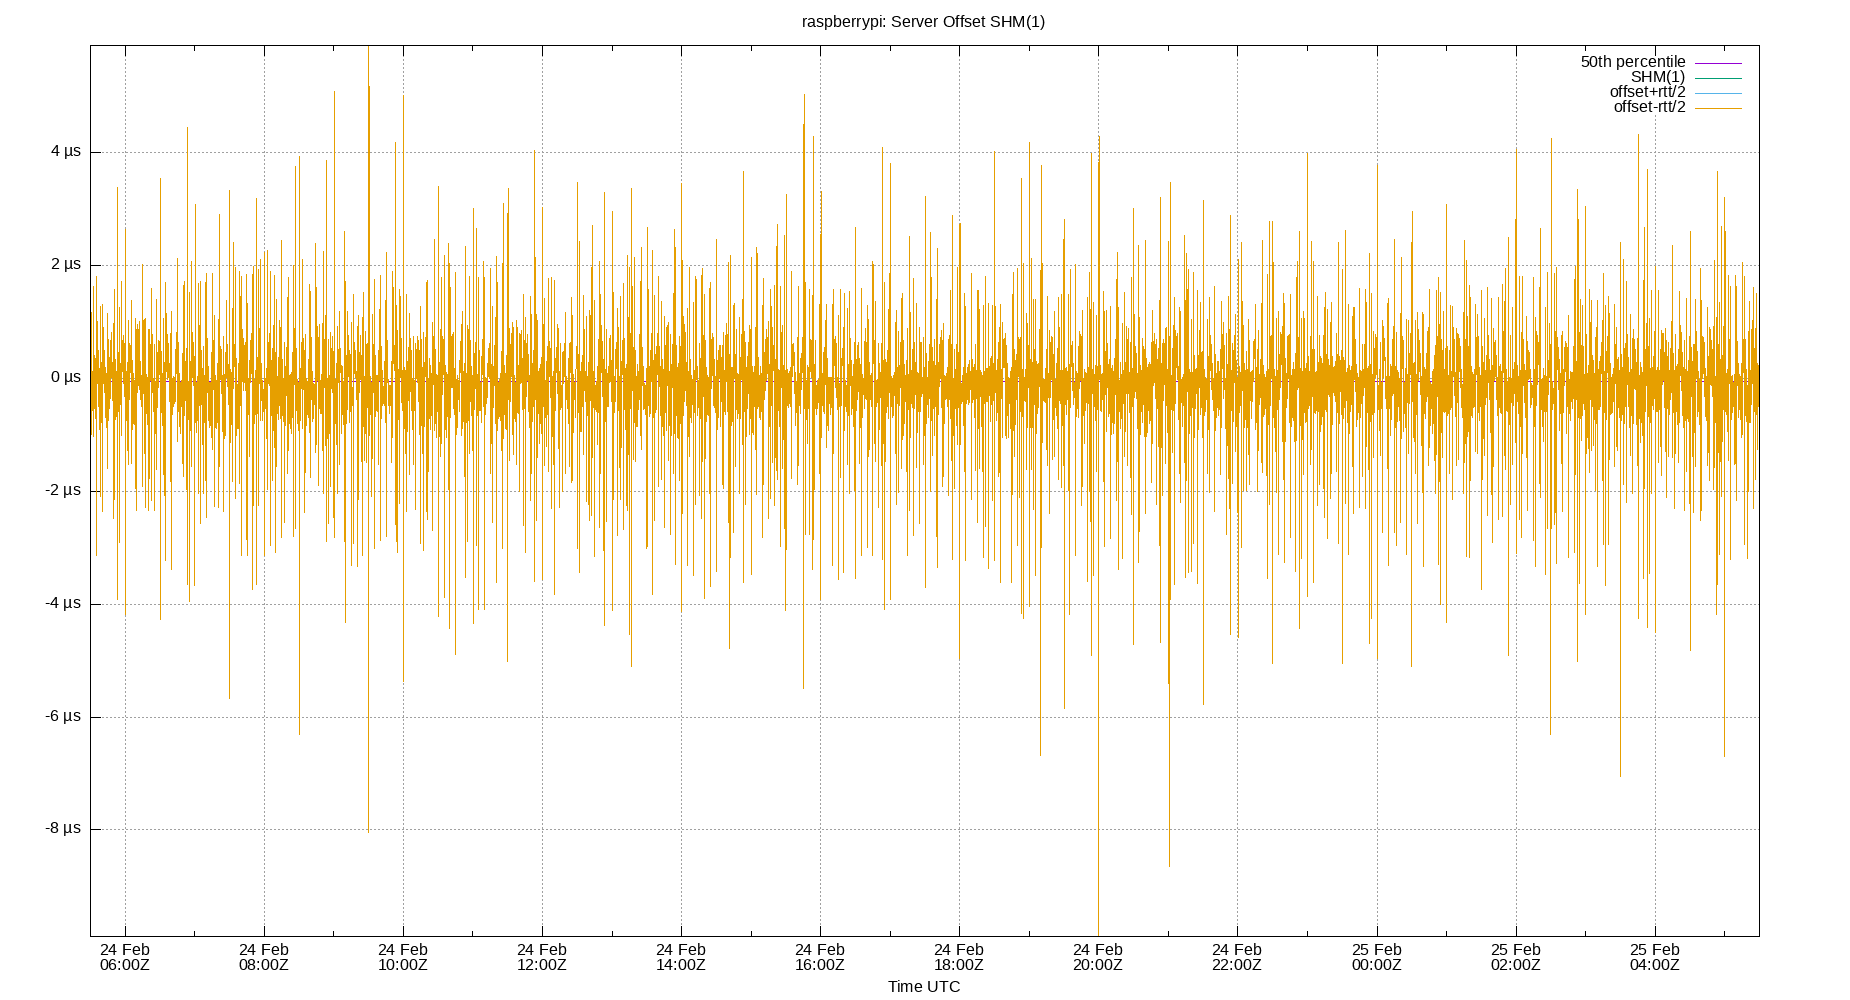 raspberrypi: Server Offset SHM(1)
50th percentile
SHM(1)
offset+rtt/2
offset-rtt/2
4 µs
2 µs
0 µs
-2 µs
-4 µs
-6 µs
-8 µs
24 Feb 24 Feb 24 Feb 24 Feb 24 Feb 24 Feb 24 Feb 24 Feb 24 Feb 25 Feb 25 Feb 25 Feb
06:00Z 08:00Z 10:00Z 12:00Z 14:00Z 16:00Z 18:00Z 20:00Z 22:00Z 00:00Z 02:00Z 04:00Z
Time UTC